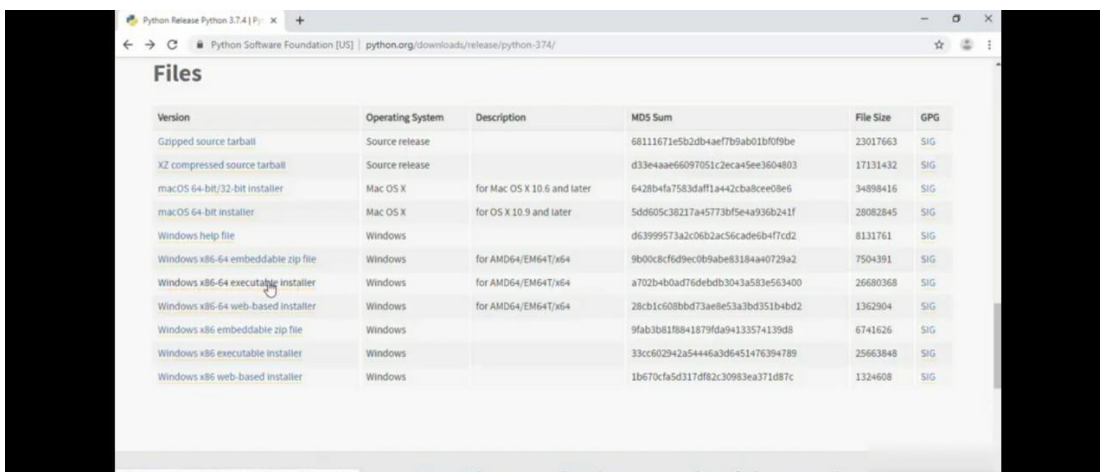 Python Release Python 3.7.4 | Py
Python Software Foundation [US] | python.org/downloads/release/python-374/
Files
Version Operating System Description MD5 Sum File Size GPG
Gzipped source tarball Source release 68111671e5b2db4aef7b9ab01bf0f9be 23017663 SIG
XZ compressed source tarball Source release d33e4aae66097051c2eca45ee3604803 17131432 SIG
macOS 64-bit/32-bit installer Mac OS X for Mac OS X 10.6 and later 6428b4fa7583daff1a442cba8cee08e6 34898416 SIG
macOS 64-bit installer Mac OS X for OS X 10.9 and later 5dd605c38217a45773bf5e4a936b241f 28082845 SIG
Windows help file Windows d63999573a2c06b2ac56cade6b4f7cd2 8131761 SIG
Windows x86-64 embeddable zip file Windows for AMD64/EM64T/x64 9b00c8cf6d9ec0b9abe83184a40729a2 7504391 SIG
Windows x86-64 executable installer Windows for AMD64/EM64T/x64 a702b4b0ad76debdb3043a583e563400 26680368 SIG
Windows x86-64 web-based installer Windows for AMD64/EM64T/x64 28cb1c608bbd73ae8e53a3bd351b4bd2 1362904 SIG
Windows x86 embeddable zip file Windows 9fab3b81f8841879fda94133574139d8 6741626 SIG
Windows x86 executable installer Windows 33cc602942a54446a3d6451476394789 25663848 SIG
Windows x86 web-based installer Windows 1b670cfa5d317df82c30983ea371d87c 1324608 SIG